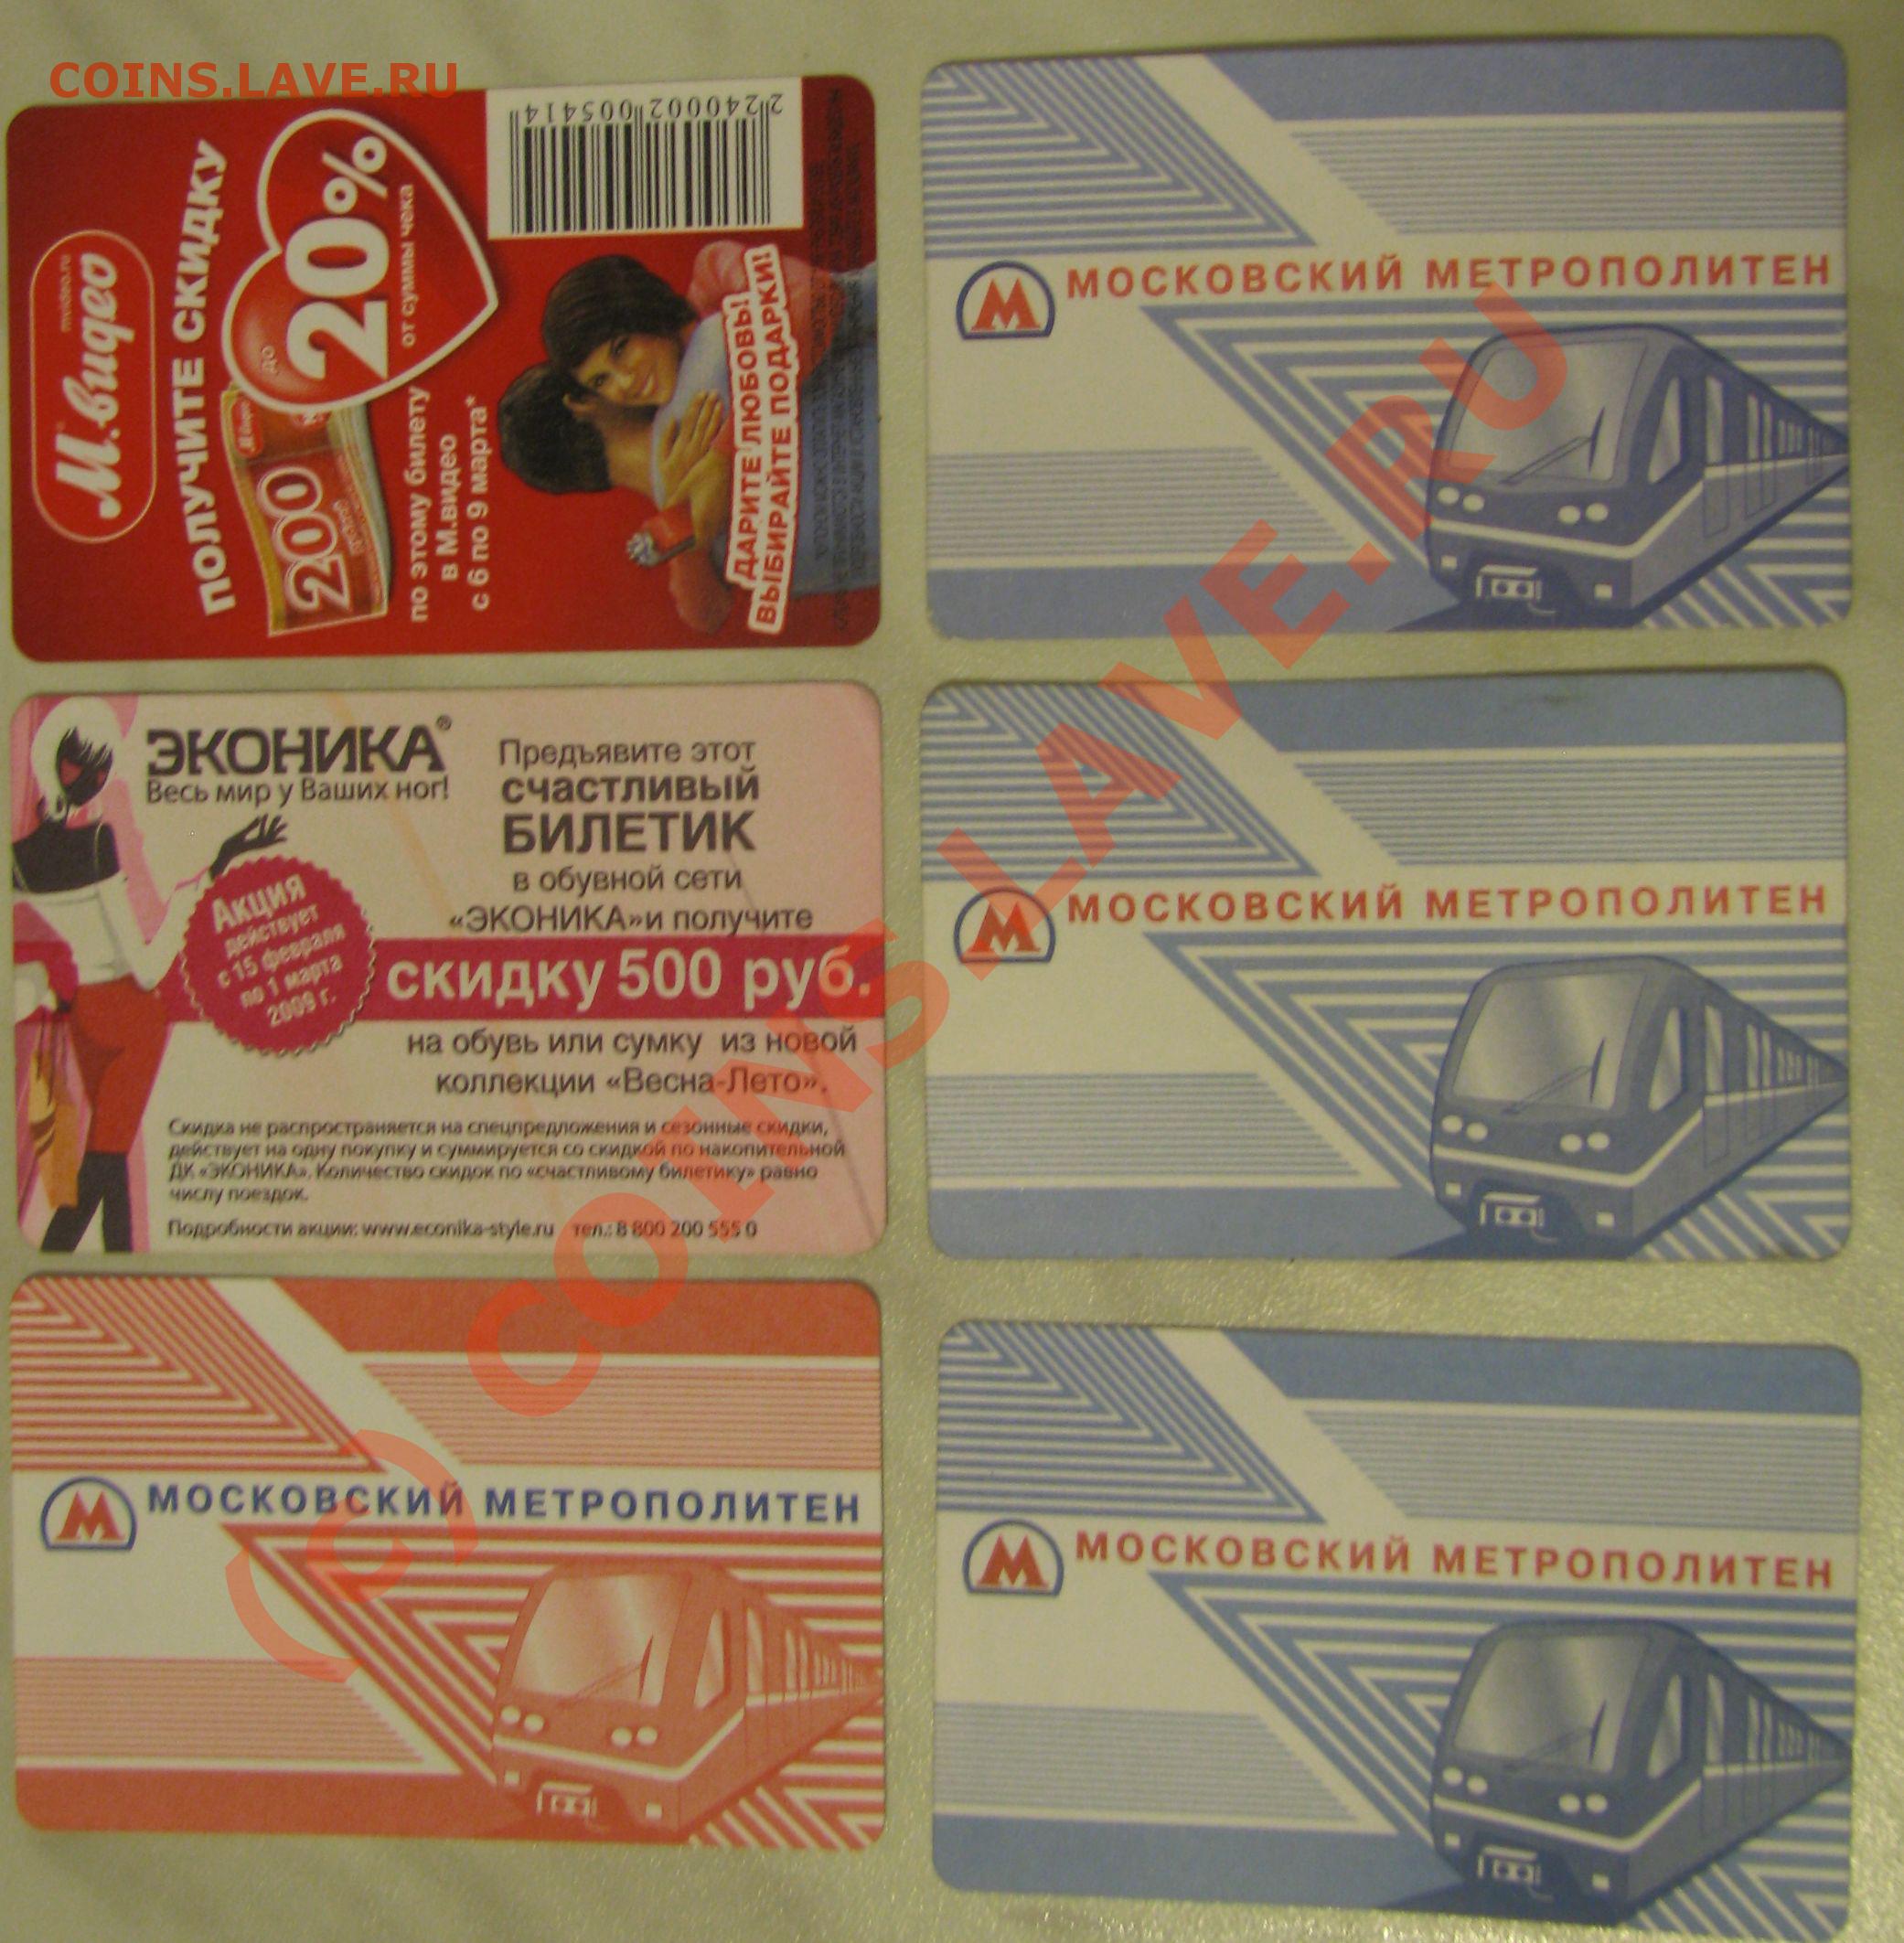 COINS.LAVE.RU
mvideo.ru
М.видео
ПОЛУЧИТЕ СКИДКУ
200
до
20%
от суммы чека
по этому билету
в М.видео
с 6 по 9 марта*
ДАРИТЕ ЛЮБОВЬ!
ВЫБИРАЙТЕ ПОДАРКИ!
2 240002 005414
М МОСКОВСКИЙ МЕТРОПОЛИТЕН
ЭКОНИКА®
Весь мир у Ваших ног!
Предъявите этот
счастливый
БИЛЕТИК
в обувной сети
«ЭКОНИКА»и получите
скидку 500 руб.
на обувь или сумку из новой
коллекции «Весна-Лето».
Акция
действует
с 15 февраля
по 1 марта
2009 г.
Скидка не распространяется на спецпредложения и сезонные скидки,
действует на одну покупку и суммируется со скидкой по накопительной
ДК «ЭКОНИКА». Количество скидок по «счастливому билетику» равно
числу поездок.
Подробности акции: www.econika-style.ru тел.: 8 800 200 555 0
М МОСКОВСКИЙ МЕТРОПОЛИТЕН
М МОСКОВСКИЙ МЕТРОПОЛИТЕН
М МОСКОВСКИЙ МЕТРОПОЛИТЕН
(c) COINS.LAVE.RU